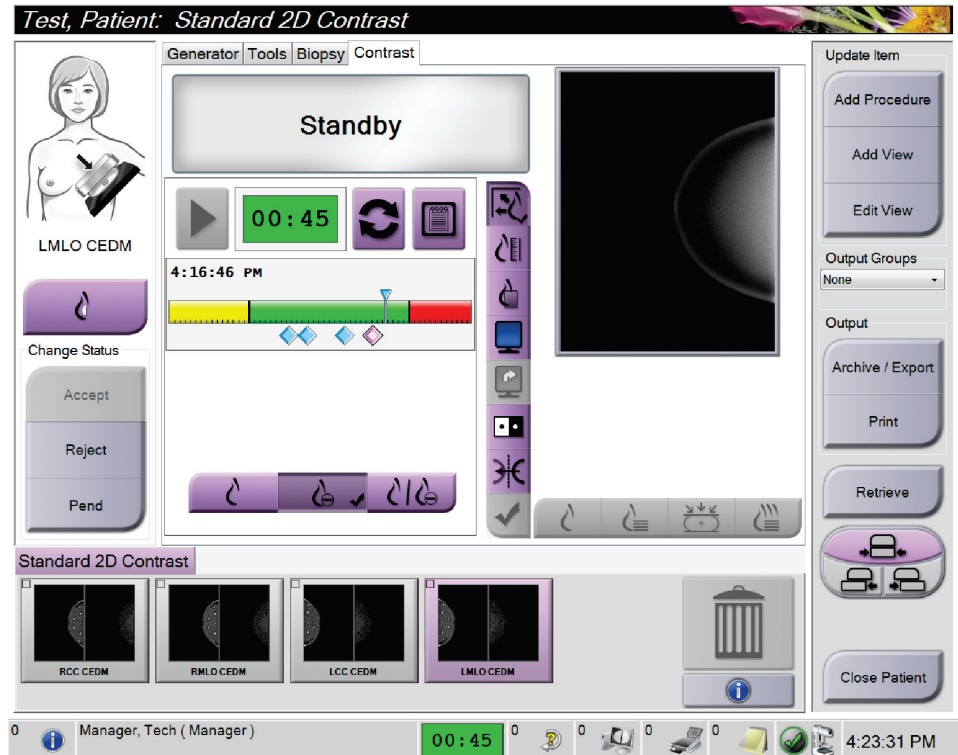 Test, Patient: Standard 2D Contrast
Generator Tools Biopsy Contrast
Standby
00:45
4:16:46 PM
LMLO CEDM
Change Status
Accept
Reject
Pend
Update Item
Add Procedure
Add View
Edit View
Output Groups
None
Output
Archive / Export
Print
Retrieve
Close Patient
Standard 2D Contrast
RCC CEDM
RMLO CEDM
LCC CEDM
LMLO CEDM
0 Manager, Tech ( Manager ) 00:45 0 0 0 0 4:23:31 PM